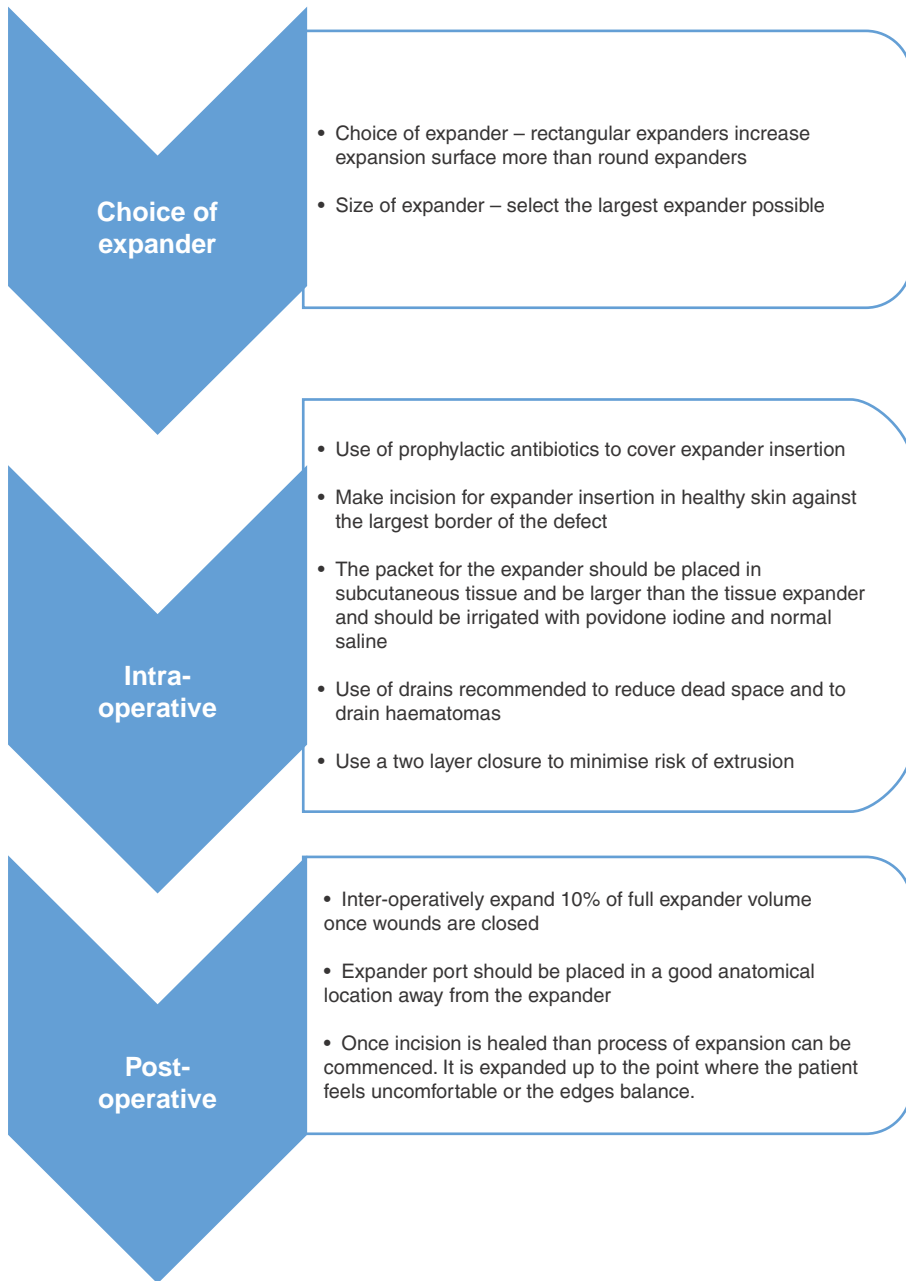 Choice of
expander
• Choice of expander – rectangular expanders increase
expansion surface more than round expanders
• Size of expander – select the largest expander possible
Intra-
operative
• Use of prophylactic antibiotics to cover expander insertion
• Make incision for expander insertion in healthy skin against
the largest border of the defect
• The packet for the expander should be placed in
subcutaneous tissue and be larger than the tissue expander
and should be irrigated with povidone iodine and normal
saline
• Use of drains recommended to reduce dead space and to
drain haematomas
• Use a two layer closure to minimise risk of extrusion
Post-
operative
• Inter-operatively expand 10% of full expander volume
once wounds are closed
• Expander port should be placed in a good anatomical
location away from the expander
• Once incision is healed than process of expansion can be
commenced. It is expanded up to the point where the patient
feels uncomfortable or the edges balance.